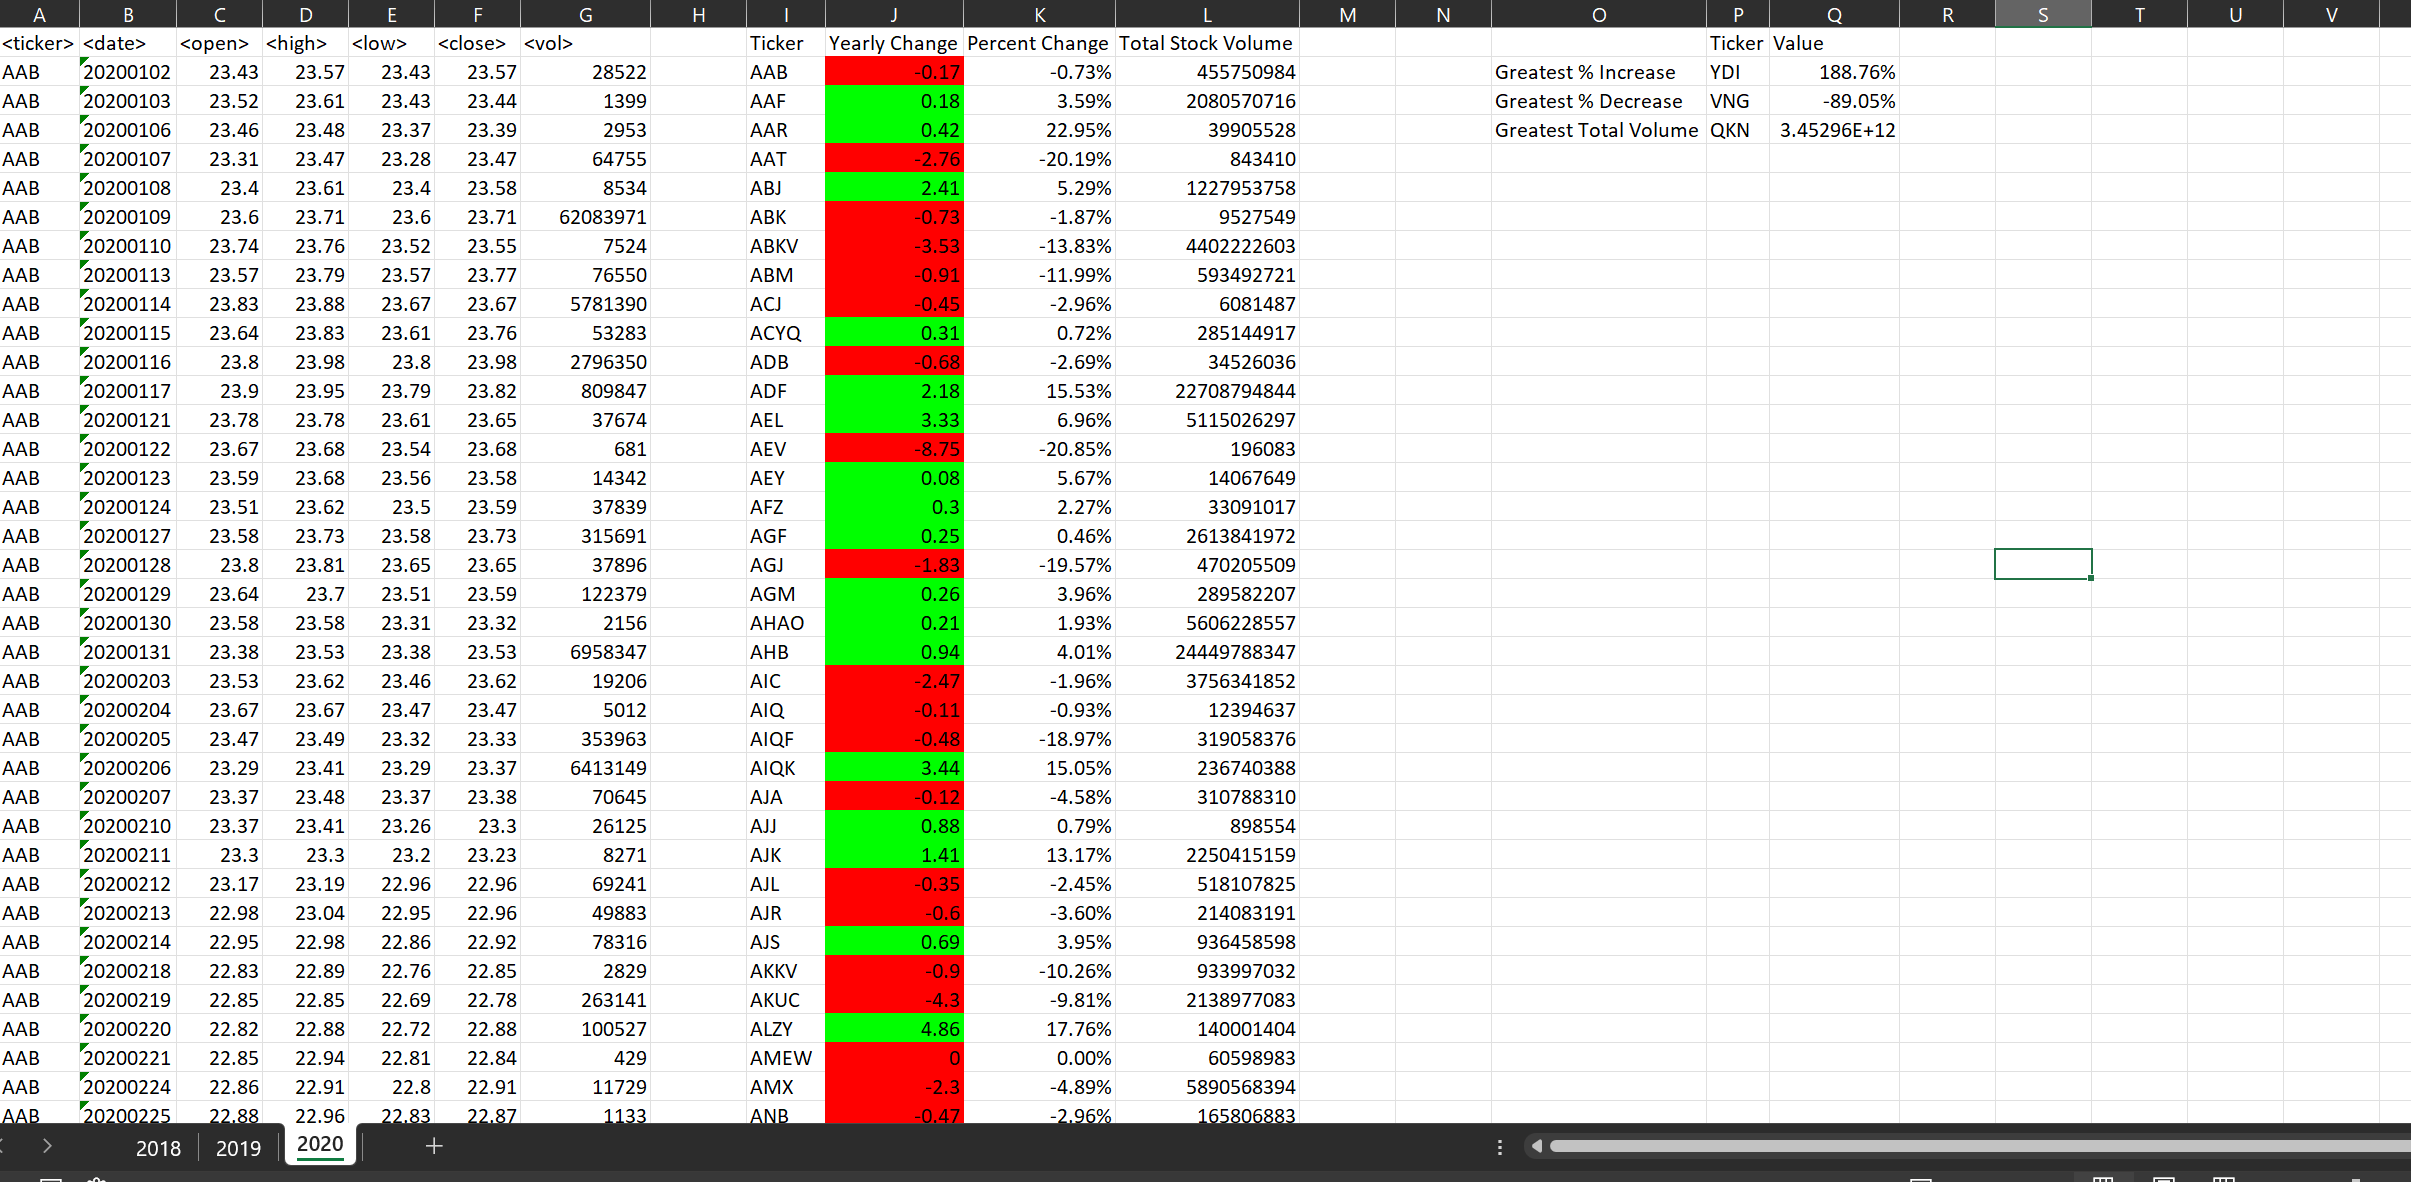 A B C D E F G H I J K L M N O P Q R S T U V
<ticker> <date> <open> <high> <low> <close> <vol> Ticker Yearly Change Percent Change Total Stock Volume Ticker Value
AAB 20200102 23.43 23.57 23.43 23.57 28522 AAB -0.17 -0.73% 455750984 Greatest % Increase YDI 188.76%
AAB 20200103 23.52 23.61 23.43 23.44 1399 AAF 0.18 3.59% 2080570716 Greatest % Decrease VNG -89.05%
AAB 20200106 23.46 23.48 23.37 23.39 2953 AAR 0.42 22.95% 39905528 Greatest Total Volume QKN 3.45296E+12
AAB 20200107 23.31 23.47 23.28 23.47 64755 AAT -2.76 -20.19% 843410
AAB 20200108 23.4 23.61 23.4 23.58 8534 ABJ 2.41 5.29% 1227953758
AAB 20200109 23.6 23.71 23.6 23.71 62083971 ABK -0.73 -1.87% 9527549
AAB 20200110 23.74 23.76 23.52 23.55 7524 ABKV -3.53 -13.83% 4402222603
AAB 20200113 23.57 23.79 23.57 23.77 76550 ABM -0.91 -11.99% 593492721
AAB 20200114 23.83 23.88 23.67 23.67 5781390 ACJ -0.45 -2.96% 6081487
AAB 20200115 23.64 23.83 23.61 23.76 53283 ACYQ 0.31 0.72% 285144917
AAB 20200116 23.8 23.98 23.8 23.98 2796350 ADB -0.68 -2.69% 34526036
AAB 20200117 23.9 23.95 23.79 23.82 809847 ADF 2.18 15.53% 22708794844
AAB 20200121 23.78 23.78 23.61 23.65 37674 AEL 3.33 6.96% 5115026297
AAB 20200122 23.67 23.68 23.54 23.68 681 AEV -8.75 -20.85% 196083
AAB 20200123 23.59 23.68 23.56 23.58 14342 AEY 0.08 5.67% 14067649
AAB 20200124 23.51 23.62 23.5 23.59 37839 AFZ 0.3 2.27% 33091017
AAB 20200127 23.58 23.73 23.58 23.73 315691 AGF 0.25 0.46% 2613841972
AAB 20200128 23.8 23.81 23.65 23.65 37896 AGJ -1.83 -19.57% 470205509
AAB 20200129 23.64 23.7 23.51 23.59 122379 AGM 0.26 3.96% 289582207
AAB 20200130 23.58 23.58 23.31 23.32 2156 AHAO 0.21 1.93% 5606228557
AAB 20200131 23.38 23.53 23.38 23.53 6958347 AHB 0.94 4.01% 24449788347
AAB 20200203 23.53 23.62 23.46 23.62 19206 AIC -2.47 -1.96% 3756341852
AAB 20200204 23.67 23.67 23.47 23.47 5012 AIQ -0.11 -0.93% 12394637
AAB 20200205 23.47 23.49 23.32 23.33 353963 AIQF -0.48 -18.97% 319058376
AAB 20200206 23.29 23.41 23.29 23.37 6413149 AIQK 3.44 15.05% 236740388
AAB 20200207 23.37 23.48 23.37 23.38 70645 AJA -0.12 -4.58% 310788310
AAB 20200210 23.37 23.41 23.26 23.3 26125 AJJ 0.88 0.79% 898554
AAB 20200211 23.3 23.3 23.2 23.23 8271 AJK 1.41 13.17% 2250415159
AAB 20200212 23.17 23.19 22.96 22.96 69241 AJL -0.35 -2.45% 518107825
AAB 20200213 22.98 23.04 22.95 22.96 49883 AJR -0.6 -3.60% 214083191
AAB 20200214 22.95 22.98 22.86 22.92 78316 AJS 0.69 3.95% 936458598
AAB 20200218 22.83 22.89 22.76 22.85 2829 AKKV -0.9 -10.26% 933997032
AAB 20200219 22.85 22.85 22.69 22.78 263141 AKUC -4.3 -9.81% 2138977083
AAB 20200220 22.82 22.88 22.72 22.88 100527 ALZY 4.86 17.76% 140001404
AAB 20200221 22.85 22.94 22.81 22.84 429 AMEW 0 0.00% 60598983
AAB 20200224 22.86 22.91 22.8 22.91 11729 AMX -2.3 -4.89% 5890568394
AAB 20200225 22.88 22.96 22.83 22.87 1133 ANB -0.47 -2.96% 165806883
2018 2019 2020